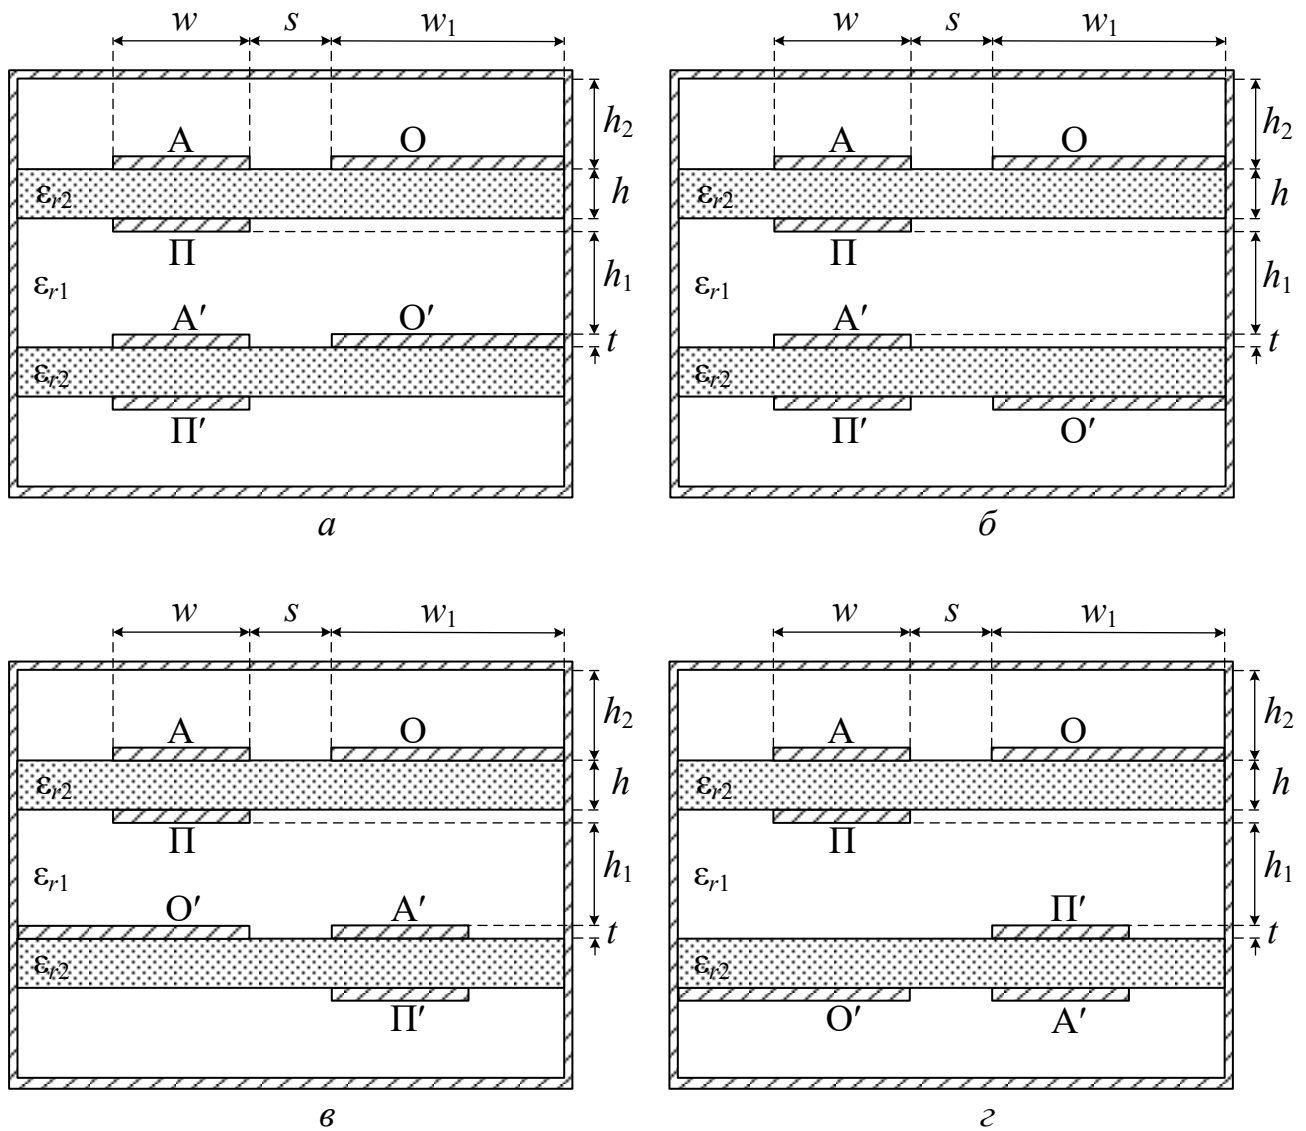 w s w₁ w s w₁
h₂ h₂
А О А О
εr2 h εr2 h
П П
εr1 h₁ εr1 h₁
А′ О′ А′
t t
εr2 εr2
П′ П′ О′
а б
w s w₁ w s w₁
h₂ h₂
А О А О
εr2 h εr2 h
П П
εr1 h₁ εr1 h₁
О′ А′ П′
t t
εr2 εr2
П′ О′ А′
в г